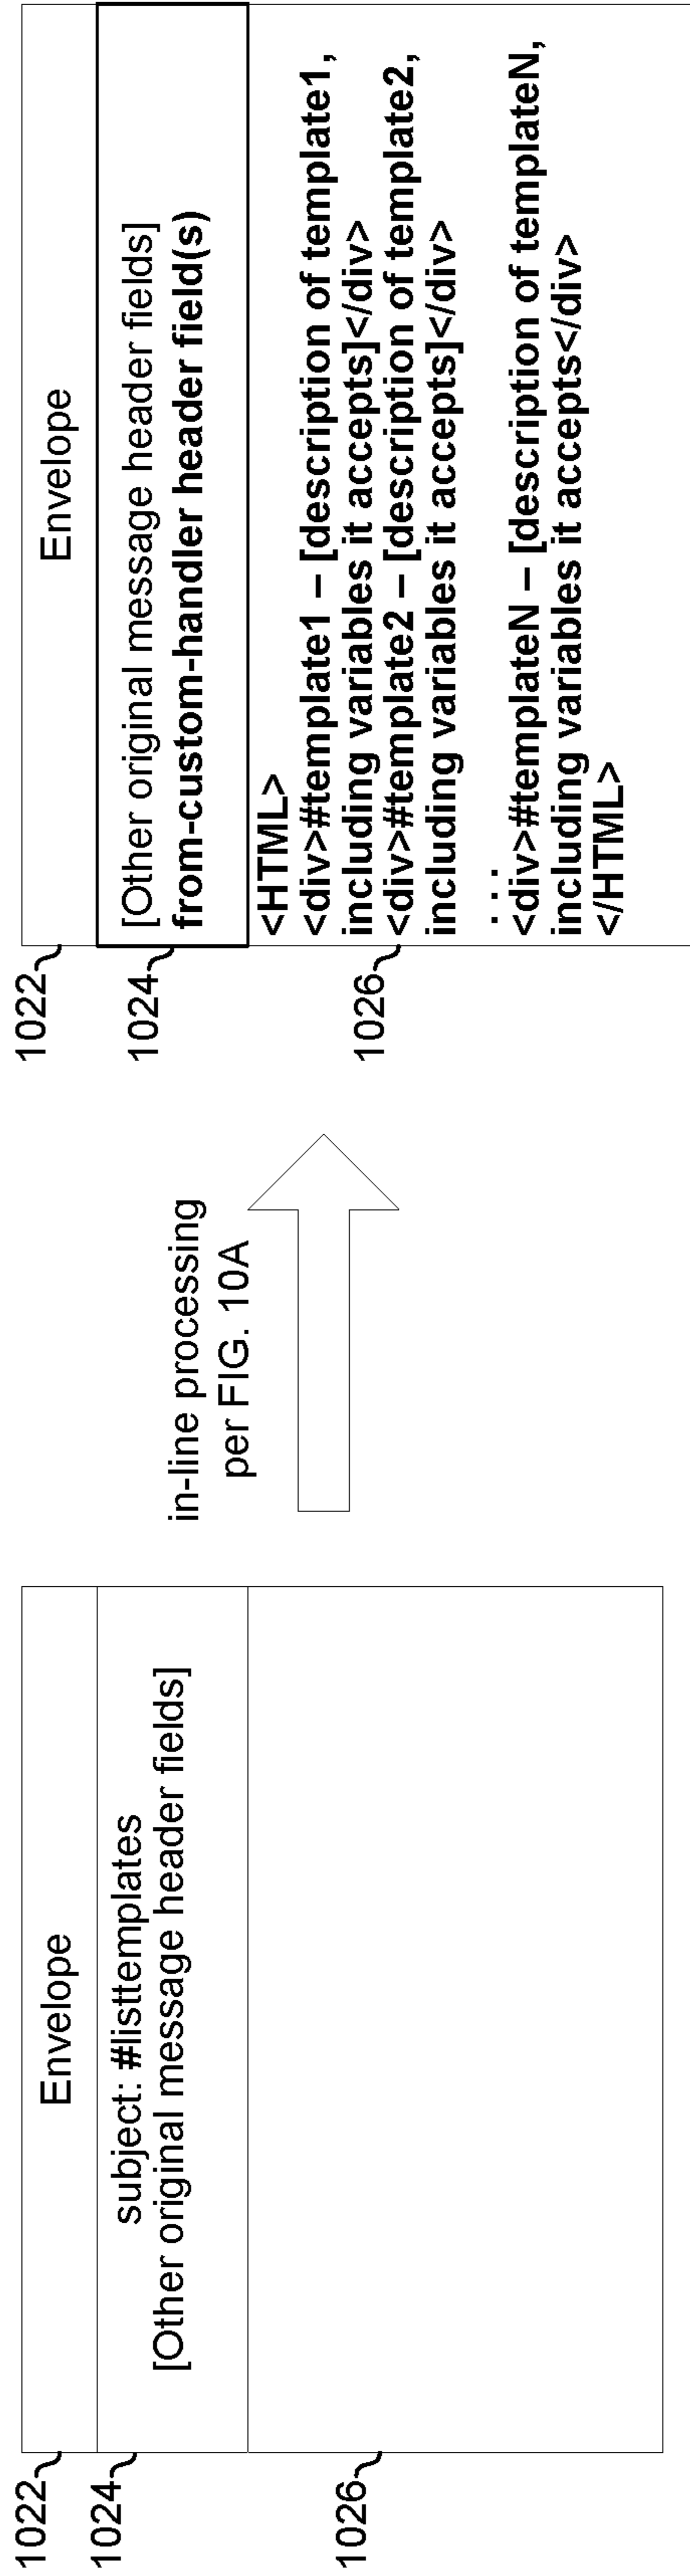 1022
Envelope
1024
subject: #listtemplates
[Other original message header fields]
1026
in-line processing
per FIG. 10A
1022
Envelope
1024
[Other original message header fields]
from-custom-handler header field(s)
1026
<HTML>
<div>#template1 – [description of template1,
including variables it accepts]</div>
<div>#template2 – [description of template2,
including variables it accepts]</div>
. . .
<div>#templateN – [description of templateN,
including variables it accepts</div>
</HTML>